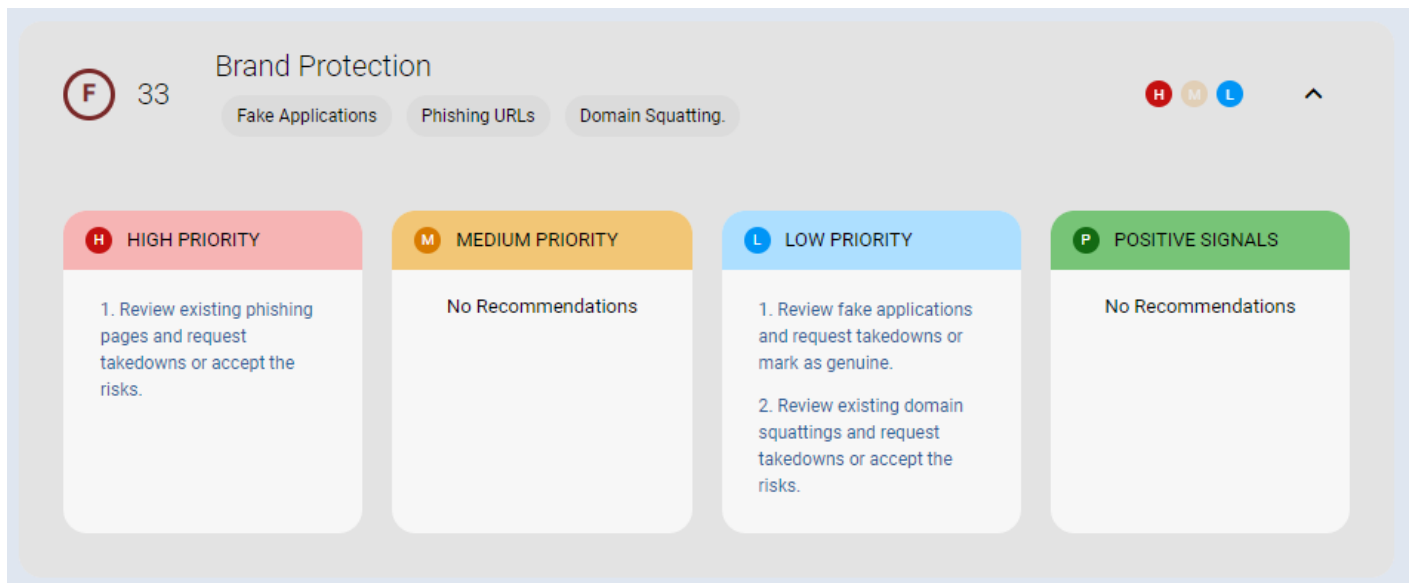 Brand Protection
F 33
Fake Applications Phishing URLs Domain Squatting.
H M L
H HIGH PRIORITY
1. Review existing phishing
pages and request
takedowns or accept the
risks.
M MEDIUM PRIORITY
No Recommendations
L LOW PRIORITY
1. Review fake applications
and request takedowns or
mark as genuine.
2. Review existing domain
squattings and request
takedowns or accept the
risks.
P POSITIVE SIGNALS
No Recommendations